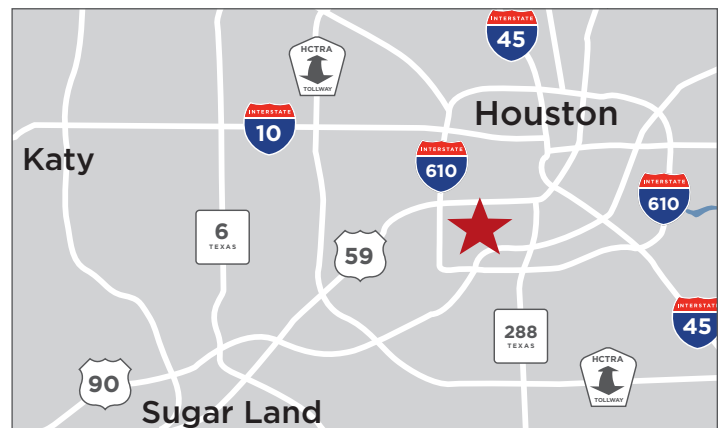 INTERSTATE
45
HCTRA
TOLLWAY
Houston
INTERSTATE
10
Katy
INTERSTATE
610
INTERSTATE
610
6
TEXAS
59
INTERSTATE
45
288
TEXAS
HCTRA
TOLLWAY
90
Sugar Land